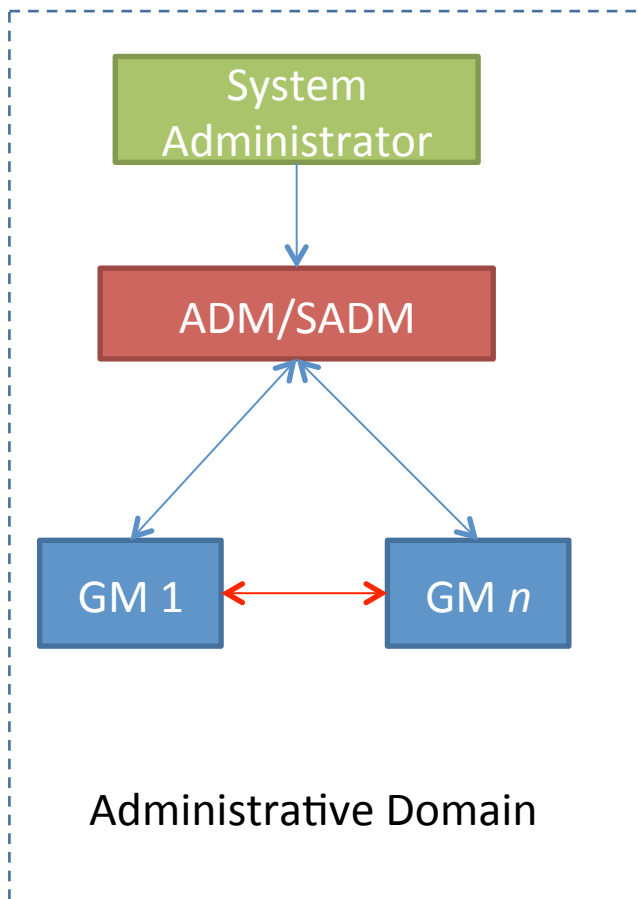 System
Administrator
ADM/SADM
GM 1
GM n
Administrative Domain